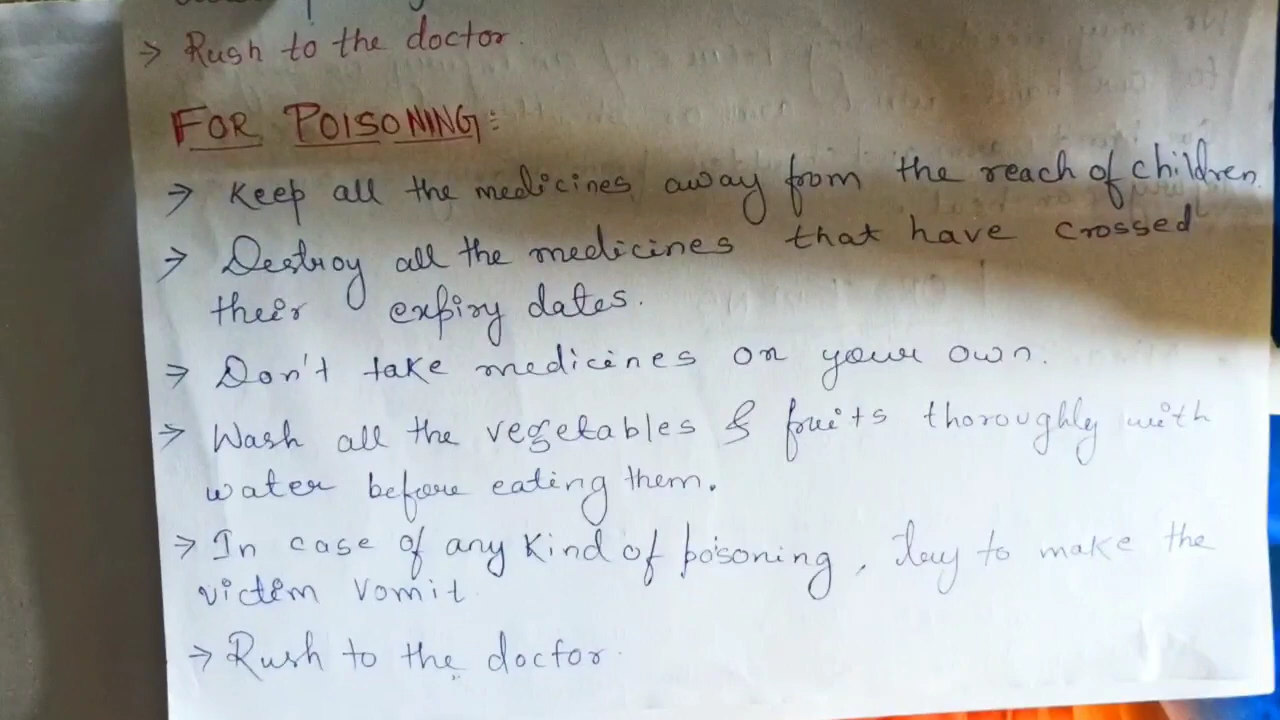 → Rush to the doctor.
FOR POISONING:
→ Keep all the medicines away from the reach of children.
→ Destroy all the medicines that have crossed
their expiry dates.
→ Don't take medicines on your own.
→ Wash all the vegetables & fruits thoroughly with
water before eating them.
→ In case of any kind of poisoning, try to make the
victim vomit.
→ Rush to the doctor.